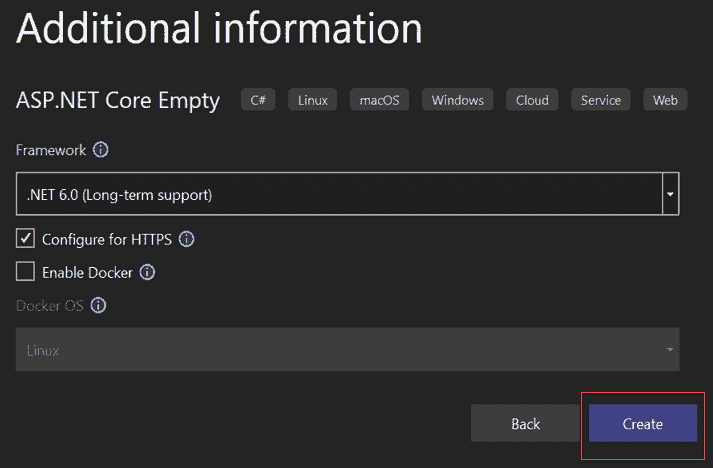 Additional information
ASP.NET Core Empty C# Linux macOS Windows Cloud Service Web
Framework
.NET 6.0 (Long-term support)
Configure for HTTPS
Enable Docker
Docker OS
Linux
Back Create